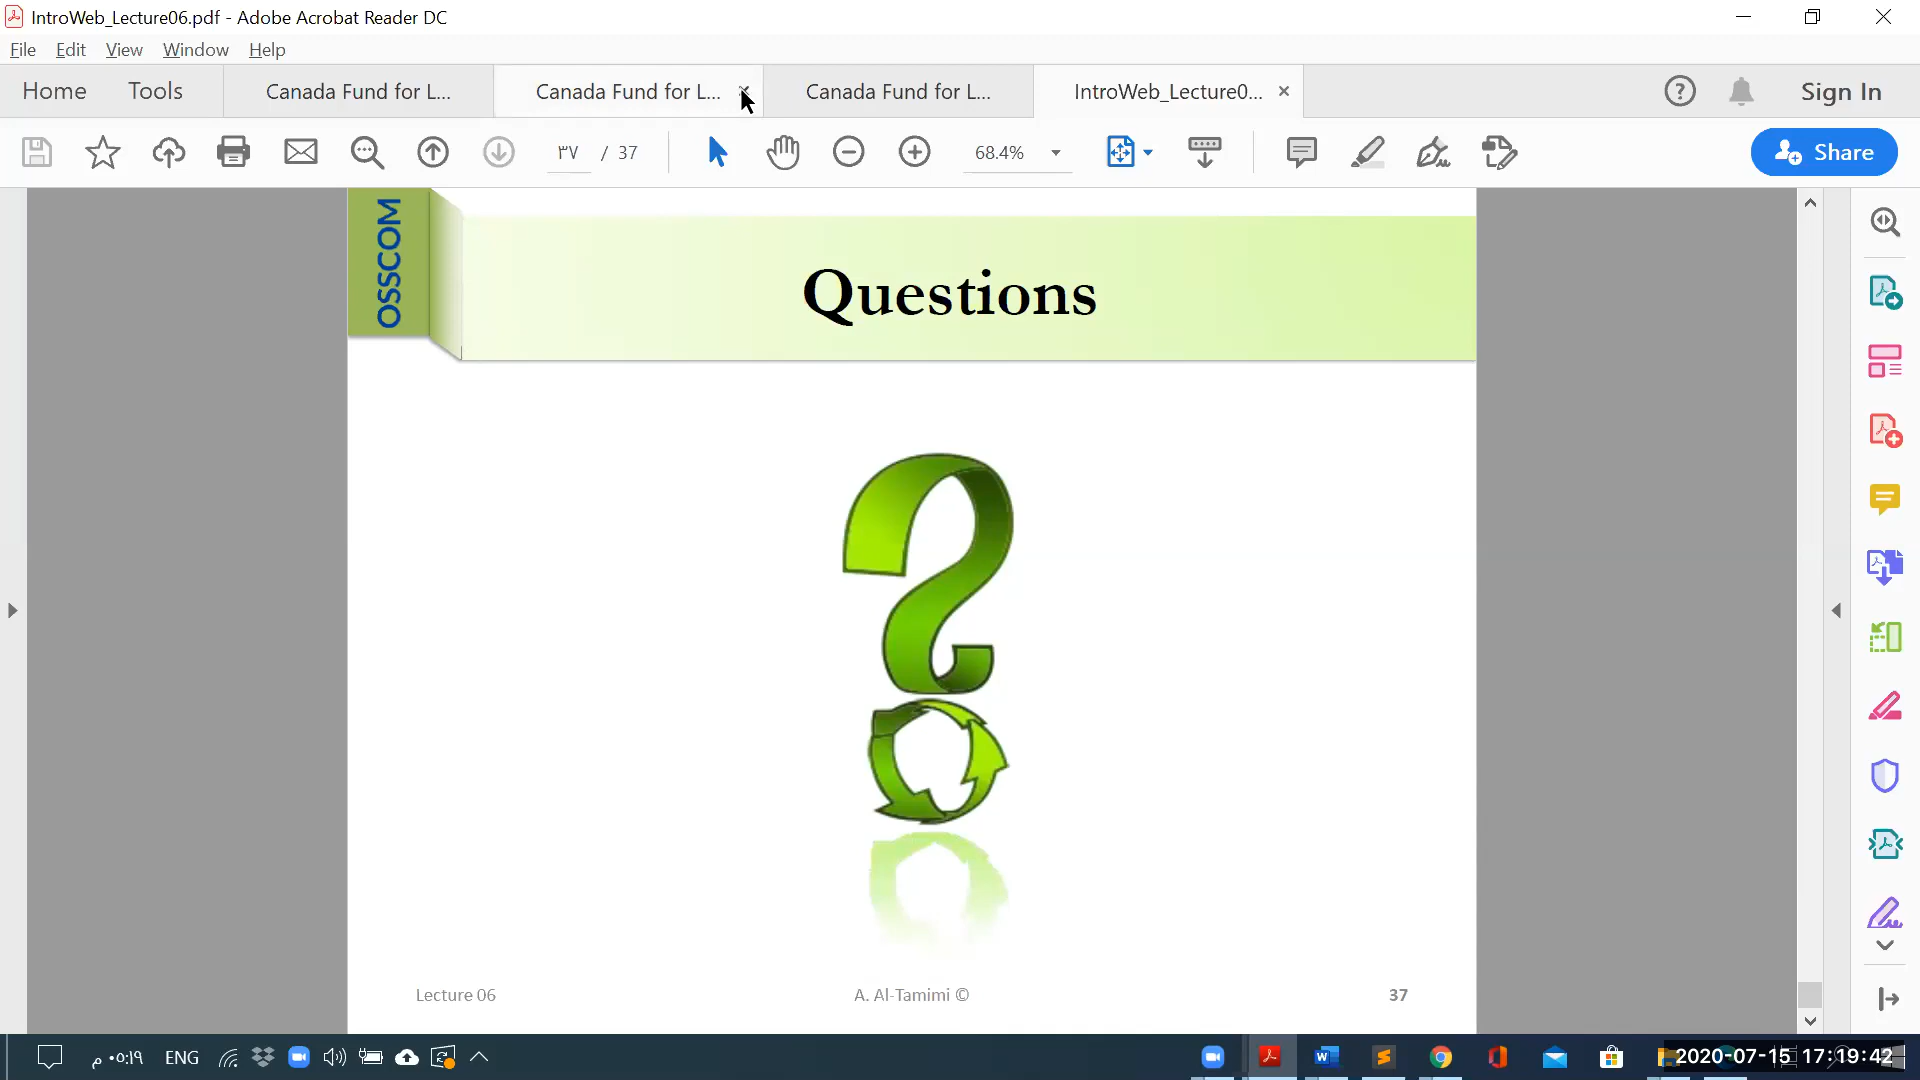 IntroWeb_Lecture06.pdf - Adobe Acrobat Reader DC
File Edit View Window Help
Home Tools Canada Fund for L... Canada Fund for L... Canada Fund for L... IntroWeb_Lecture0... Sign In
٣٧ / 37 68.4% Share
OSSCOM
Questions
Lecture 06 A. Al-Tamimi © 37
٠٥:١٩ م ENG 2020-07-15 17:19:42